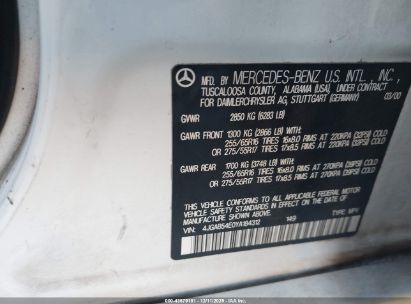 MFD. BY MERCEDES-BENZ U.S. INTL., INC.,
TUSCALOOSA COUNTY, ALABAMA (USA), UNDER CONTRACT
FOR DAIMLERCHRYSLER AG, STUTTGART (GERMANY) 03/00
GVWR 2850 KG (6283 LB)
GAWR FRONT 1300 KG (2866 LB) WITH
255/65R16 TIRES 16x8.0 RIMS AT 220KPA (32PSI) COLD
OR 275/55R17 TIRES 17x8.5 RIMS AT 220KPA (32PSI) COLD
GAWR REAR 1700 KG (3748 LB) WITH
255/65R16 TIRES 16x8.0 RIMS AT 270KPA (39PSI) COLD
OR 275/55R17 TIRES 17x8.5 RIMS AT 270KPA (39PSI) COLD
THIS VEHICLE CONFORMS TO ALL APPLICABLE FEDERAL MOTOR
VEHICLE SAFETY STANDARDS IN EFFECT ON THE DATE OF
MANUFACTURE SHOWN ABOVE.
VIN: 4JGAB54E0YA184312 149 TYPE: MPV